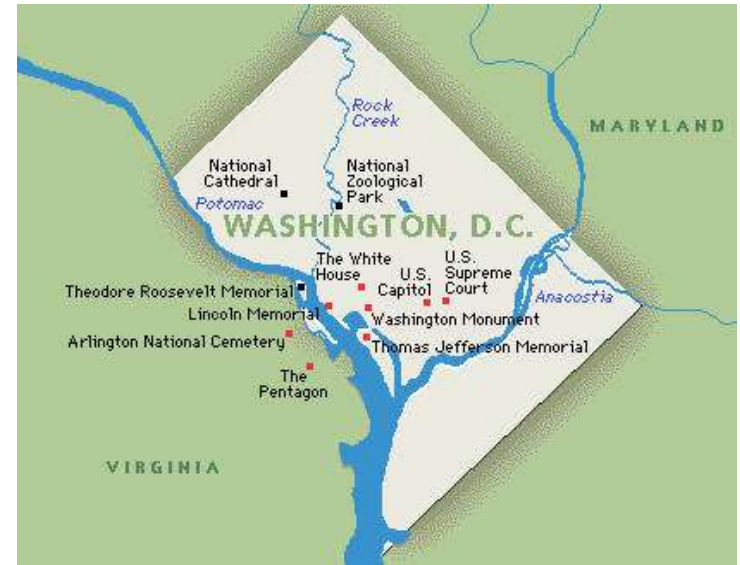 Rock
Creek
MARYLAND
National
Cathedral
National
Zoological
Park
Potomac
WASHINGTON, D.C.
The White
House
U.S.
Capitol
U.S.
Supreme
Court
Anacostia
Theodore Roosevelt Memorial
Lincoln Memorial
Washington Monument
Arlington National Cemetery
Thomas Jefferson Memorial
The
Pentagon
VIRGINIA